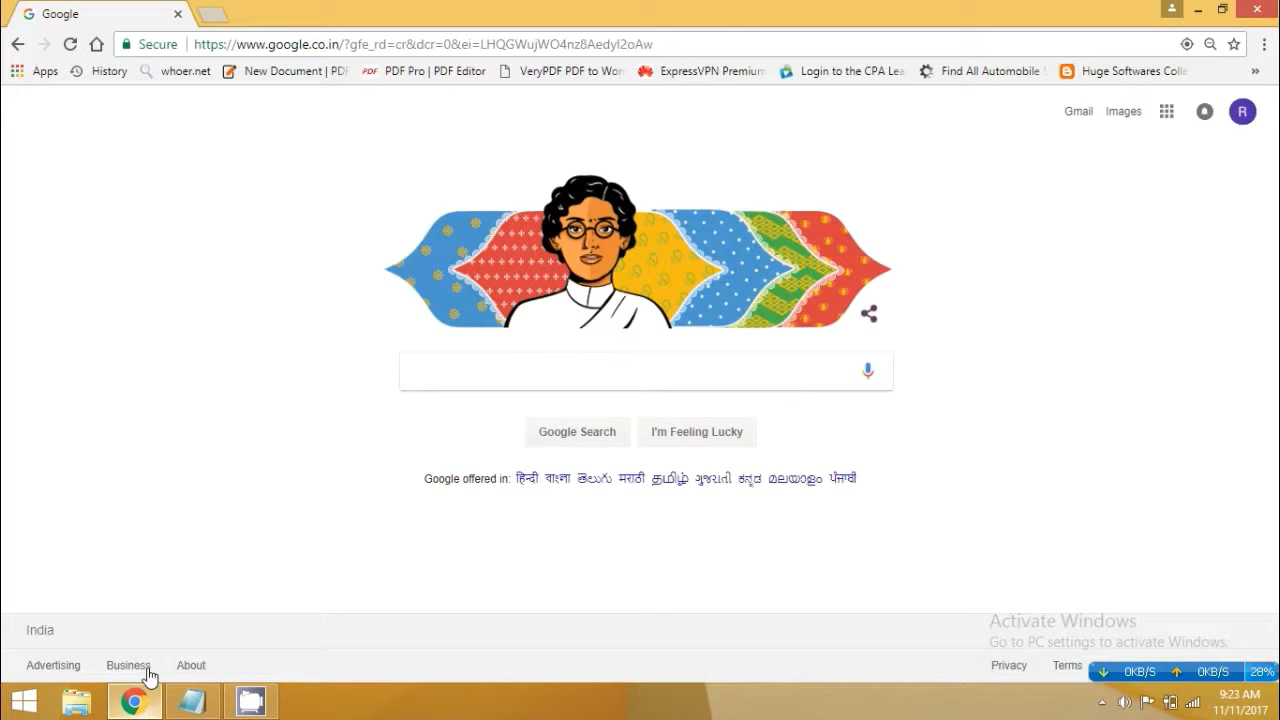 Google
Secure https://www.google.co.in/?gfe_rd=cr&dcr=0&ei=LHQGWujWO4nz8AedyI2oAw
Apps History whoer.net New Document | PDF PDF PDF Pro | PDF Editor VeryPDF PDF to Wor ExpressVPN Premium Login to the CPA Lea Find All Automobile Huge Softwares Colle »
Gmail Images R
Google Search I'm Feeling Lucky
Google offered in: हिन्दी বাংলা తెలుగు मराठी தமிழ் ગુજરાતી ಕನ್ನಡ മലയാളം ਪੰਜਾਬੀ
India
Activate Windows
Go to PC settings to activate Windows.
Advertising Business About Privacy Terms
0KB/S 0KB/S 28%
9:23 AM
11/11/2017